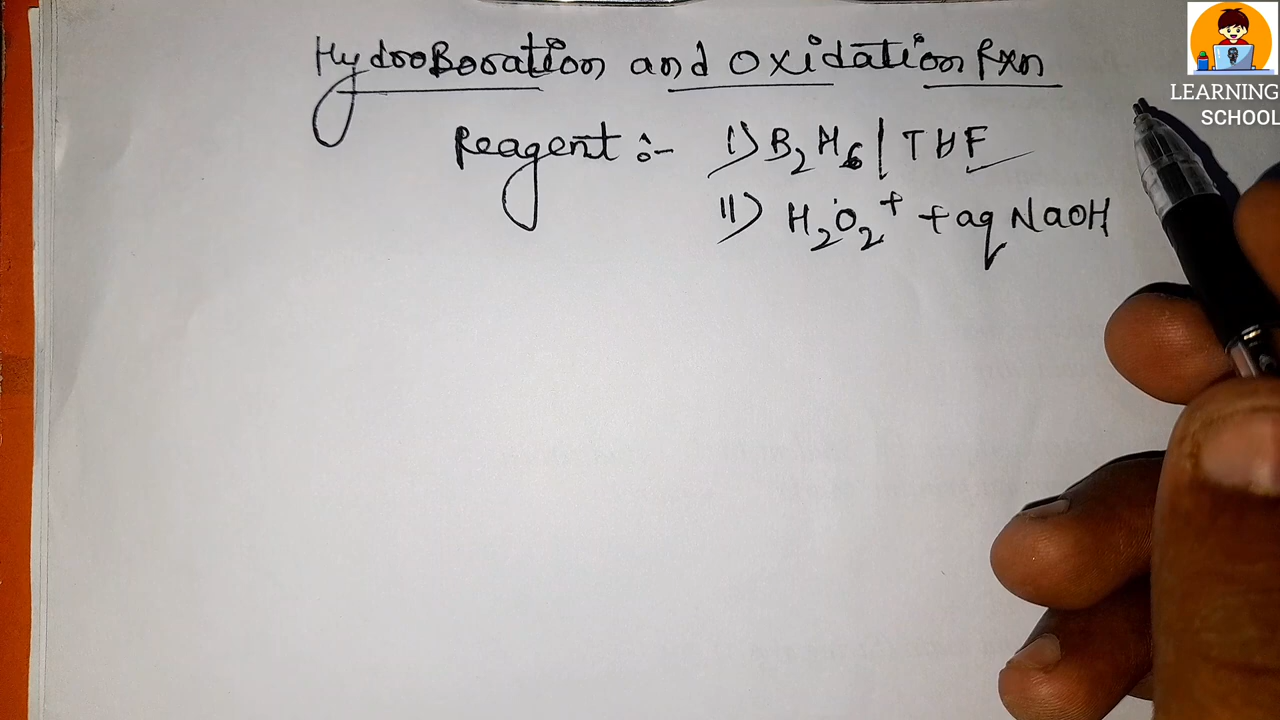 HydroBoration and oxidation Rxn
LEARNING
SCHOOL
Reagent :- i) B2H6 | THF
ii) H2O2+ + aq NaOH